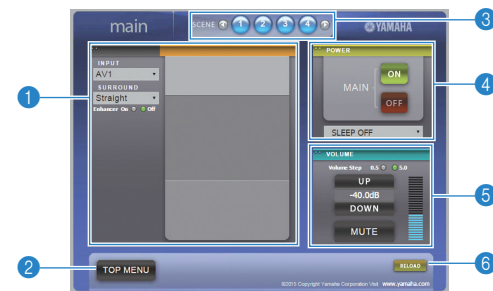 main
SCENE 1 2 3 4
YAMAHA
3
POWER
INPUT
AV1
SURROUND
Straight
Enhancer On Off
1
MAIN
ON
OFF
4
SLEEP OFF
VOLUME
Volume Step 0.5 5.0
UP
-40.0dB
DOWN
MUTE
5
2
TOP MENU
RELOAD
6
©2013 Copyright Yamaha Corporation Visit www.yamaha.com